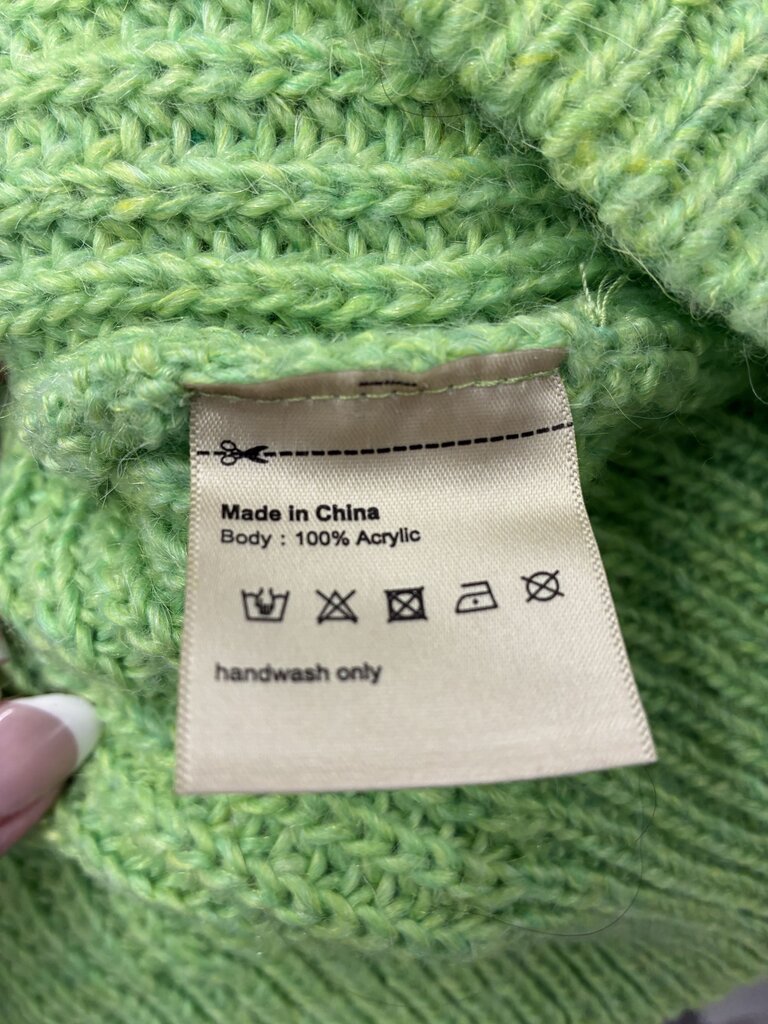 Made in China
Body : 100% Acrylic
handwash only